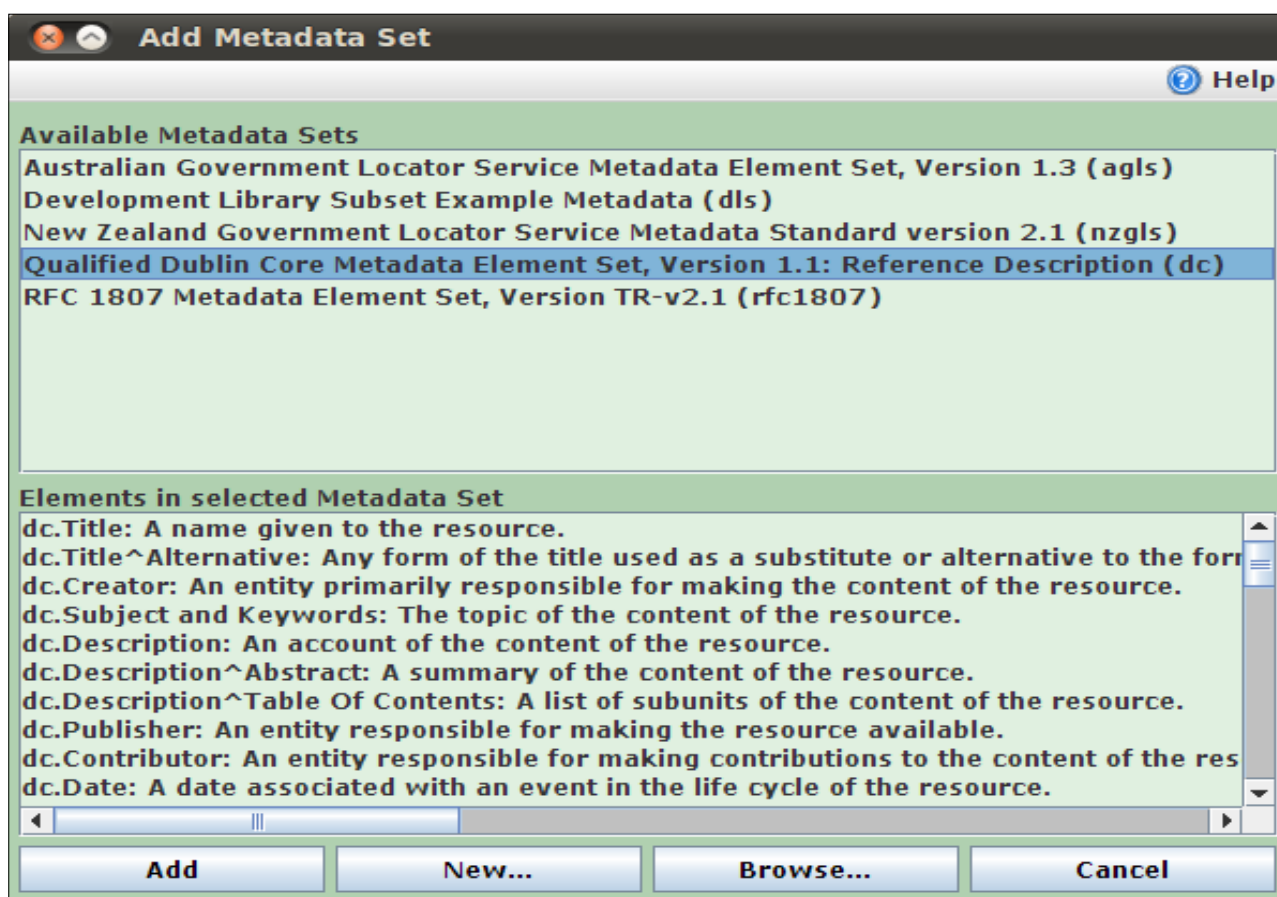 Add Metadata Set
Help
Available Metadata Sets
Australian Government Locator Service Metadata Element Set, Version 1.3 (agls)
Development Library Subset Example Metadata (dls)
New Zealand Government Locator Service Metadata Standard version 2.1 (nzgls)
Qualified Dublin Core Metadata Element Set, Version 1.1: Reference Description (dc)
RFC 1807 Metadata Element Set, Version TR-v2.1 (rfc1807)
Elements in selected Metadata Set
dc.Title: A name given to the resource.
dc.Title^Alternative: Any form of the title used as a substitute or alternative to the forr
dc.Creator: An entity primarily responsible for making the content of the resource.
dc.Subject and Keywords: The topic of the content of the resource.
dc.Description: An account of the content of the resource.
dc.Description^Abstract: A summary of the content of the resource.
dc.Description^Table Of Contents: A list of subunits of the content of the resource.
dc.Publisher: An entity responsible for making the resource available.
dc.Contributor: An entity responsible for making contributions to the content of the res
dc.Date: A date associated with an event in the life cycle of the resource.
Add New... Browse... Cancel